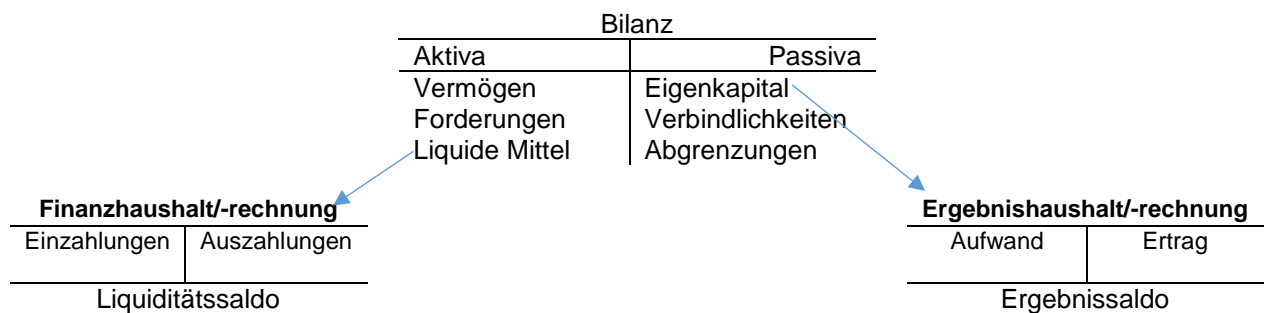 Bilanz
Aktiva Passiva
Vermögen Eigenkapital
Forderungen Verbindlichkeiten
Liquide Mittel Abgrenzungen
Finanzhaushalt/-rechnung Ergebnishaushalt/-rechnung
Einzahlungen Auszahlungen Aufwand Ertrag
Liquiditätssaldo Ergebnissaldo